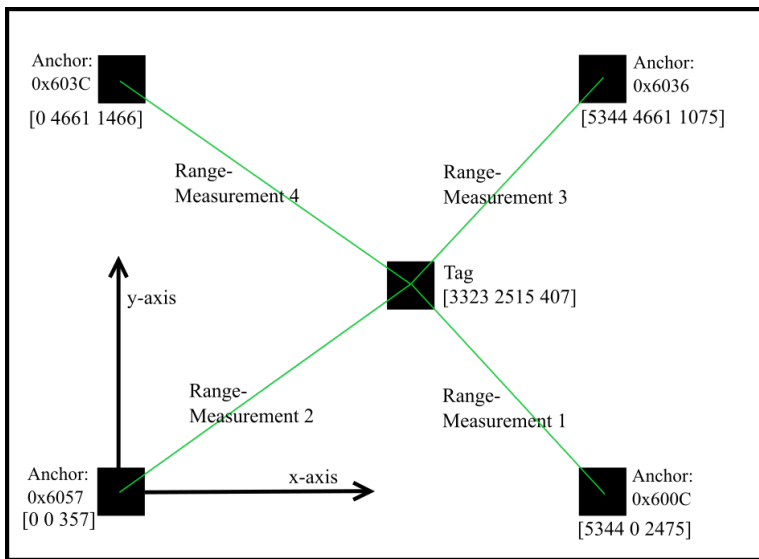 Anchor:
0x603C
[0 4661 1466]
Anchor:
0x6036
[5344 4661 1075]
Range-
Measurement 4
Range-
Measurement 3
Tag
[3323 2515 407]
y-axis
Range-
Measurement 2
Range-
Measurement 1
x-axis
Anchor:
0x6057
[0 0 357]
Anchor:
0x600C
[5344 0 2475]